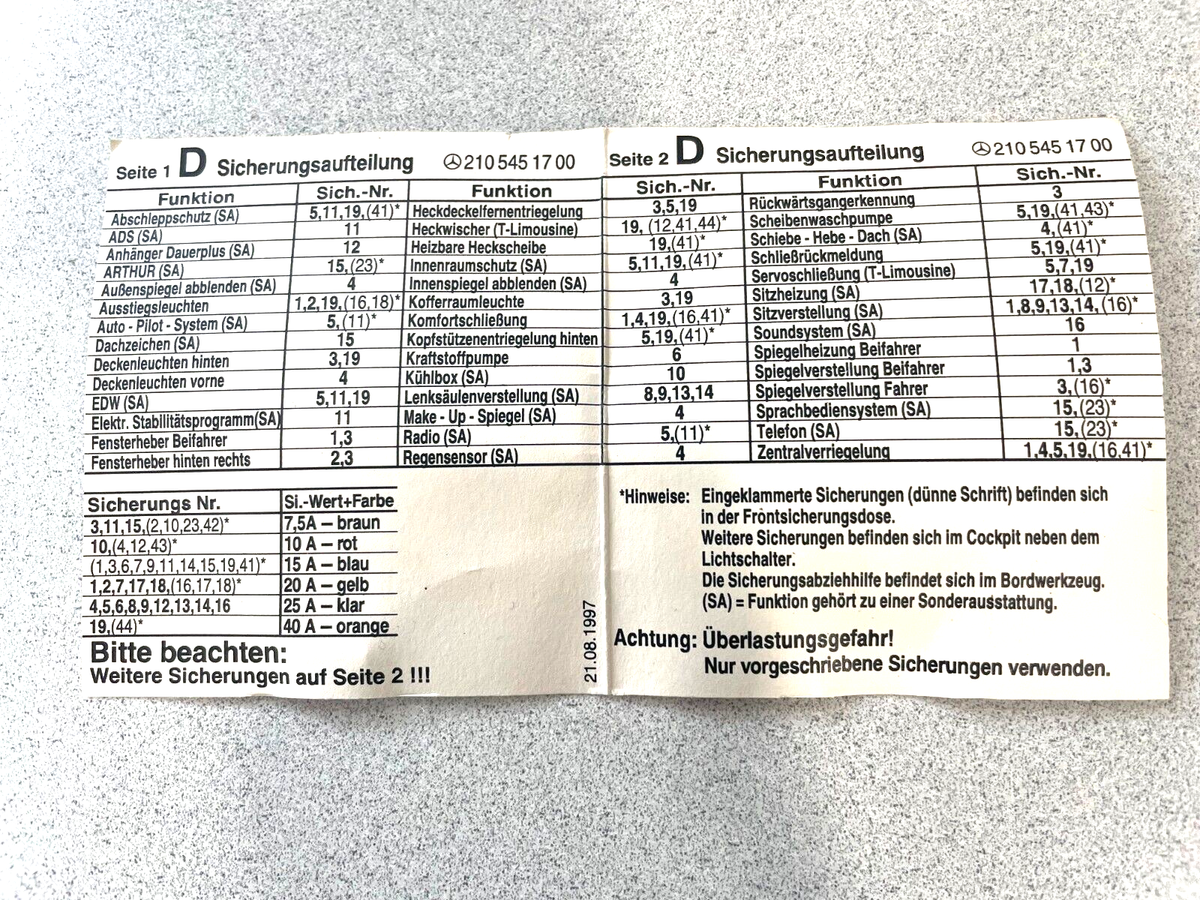 Seite 1 D Sicherungsaufteilung 210 545 17 00
Funktion Sich.-Nr. Funktion
Abschleppschutz (SA) 5,11,19,(41)* Heckdeckelfernentriegelung
ADS (SA) 11 Heckwischer (T-Limousine)
Anhänger Dauerplus (SA) 12 Heizbare Heckscheibe
ARTHUR (SA) 15,(23)* Innenraumschutz (SA)
Außenspiegel abblenden (SA) 4 Innenspiegel abblenden (SA)
Ausstiegsleuchten 1,2,19,(16,18)* Kofferraumleuchte
Auto - Pilot - System (SA) 5,(11)* Komfortschließung
Dachzeichen (SA) 15 Kopfstützenentriegelung hinten
Deckenleuchten hinten 3,19 Kraftstoffpumpe
Deckenleuchten vorne 4 Kühlbox (SA)
EDW (SA) 5,11,19 Lenksäulenverstellung (SA)
Elektr. Stabilitätsprogramm(SA) 11 Make - Up - Spiegel (SA)
Fensterheber Beifahrer 1,3 Radio (SA)
Fensterheber hinten rechts 2,3 Regensensor (SA)
Sicherungs Nr. Si.-Wert+Farbe
3,11,15,(2,10,23,42)* 7,5A – braun
10,(4,12,43)* 10 A – rot
(1,3,6,7,9,11,14,15,19,41)* 15 A – blau
1,2,7,17,18,(16,17,18)* 20 A – gelb
4,5,6,8,9,12,13,14,16 25 A – klar
19,(44)* 40 A – orange
Bitte beachten:
Weitere Sicherungen auf Seite 2 !!!
21.08.1997
Seite 2 D Sicherungsaufteilung 210 545 17 00
Sich.-Nr. Funktion Sich.-Nr.
3,5,19 Rückwärtsgangerkennung 3
19, (12,41,44)* Scheibenwaschpumpe 5,19,(41,43)*
19,(41)* Schiebe - Hebe - Dach (SA) 4,(41)*
5,11,19,(41)* Schließrückmeldung 5,19,(41)*
4 Servoschließung (T-Limousine) 5,7,19
3,19 Sitzheizung (SA) 17,18,(12)*
1,4,19,(16,41)* Sitzverstellung (SA) 1,8,9,13,14,(16)*
5,19,(41)* Soundsystem (SA) 16
6 Spiegelheizung Beifahrer 1
10 Spiegelverstellung Beifahrer 1,3
8,9,13,14 Spiegelverstellung Fahrer 3,(16)*
4 Sprachbediensystem (SA) 15,(23)*
5,(11)* Telefon (SA) 15,(23)*
4 Zentralverriegelung 1,4,5,19,(16,41)*
*Hinweise: Eingeklammerte Sicherungen (dünne Schrift) befinden sich
in der Frontsicherungsdose.
Weitere Sicherungen befinden sich im Cockpit neben dem
Lichtschalter.
Die Sicherungsabziehhilfe befindet sich im Bordwerkzeug.
(SA) = Funktion gehört zu einer Sonderausstattung.
Achtung: Überlastungsgefahr!
Nur vorgeschriebene Sicherungen verwenden.